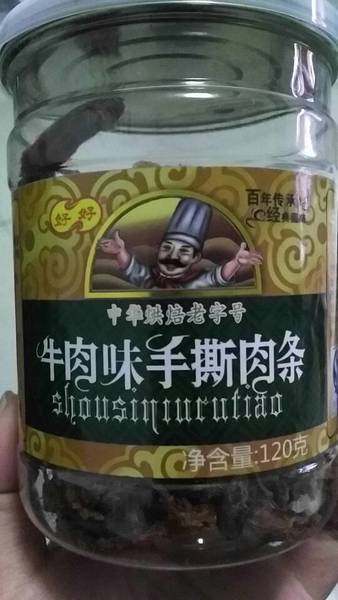 百年传承
经典
好好
中华烘焙老字号
牛肉味手撕肉条
shousiniurutiao
净含量:120克